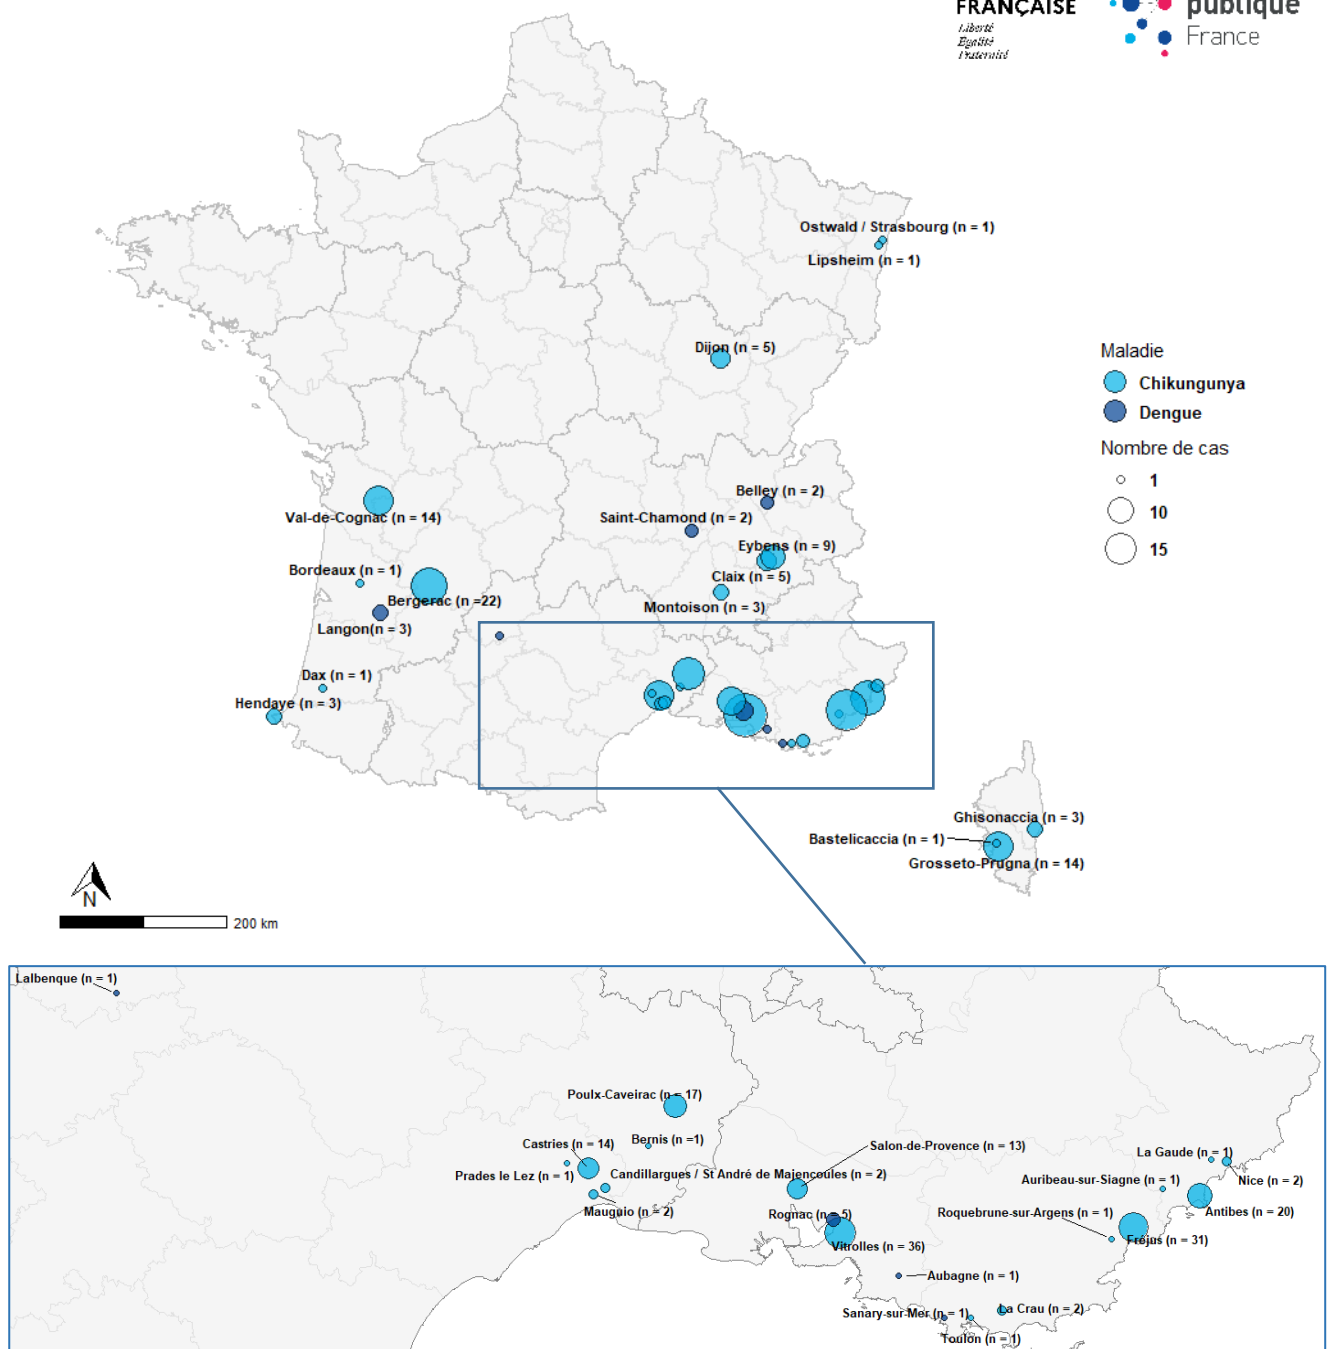 FRANÇAISE
Liberté
Égalité
Fraternité
publique
France
Ostwald / Strasbourg (n = 1)
Lipsheim (n = 1)
Dijon (n = 5)
Maladie
Chikungunya
Dengue
Nombre de cas
1
10
15
Belley (n = 2)
Val-de-Cognac (n = 14)
Saint-Chamond (n = 2)
Eybens (n = 9)
Bordeaux (n = 1)
Claix (n = 5)
Bergerac (n =22)
Montoison (n = 3)
Langon(n = 3)
Dax (n = 1)
Hendaye (n = 3)
Ghisonaccia (n = 3)
Bastelicaccia (n = 1)
Grosseto-Prugna (n = 14)
N
200 km
Lalbenque (n = 1)
Poulx-Caveirac (n = 17)
Castries (n = 14)
Bernis (n =1)
Salon-de-Provence (n = 13)
La Gaude (n = 1)
Prades le Lez (n = 1)
Candillargues / St André de Majencoules (n = 2)
Auribeau-sur-Siagne (n = 1)
Nice (n = 2)
Mauguio (n = 2)
Rognac (n = 5)
Roquebrune-sur-Argens (n = 1)
Antibes (n = 20)
Vitrolles (n = 36)
Fréjus (n = 31)
Aubagne (n = 1)
Sanary-sur-Mer (n = 1)
La Crau (n = 2)
Toulon (n = 1)